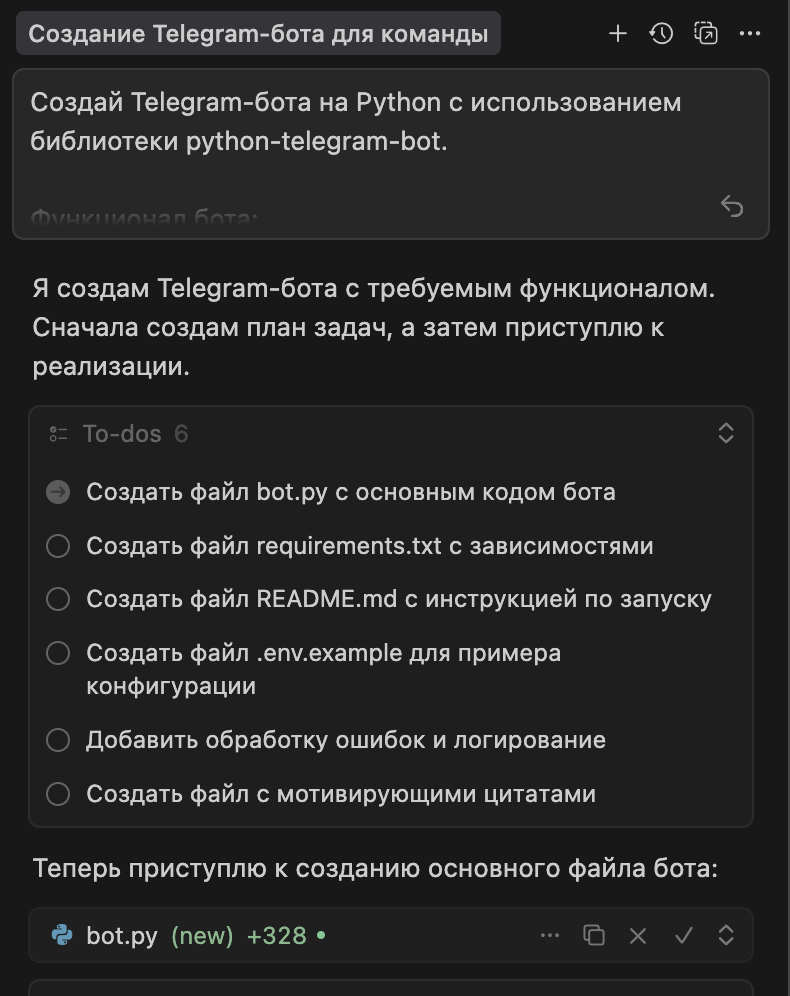 Создание Telegram-бота для команды
Создай Telegram-бота на Python с использованием
библиотеки python-telegram-bot.
Функционал бота:
Я создам Telegram-бота с требуемым функционалом.
Сначала создам план задач, а затем приступлю к
реализации.
To-dos 6
Создать файл bot.py с основным кодом бота
Создать файл requirements.txt с зависимостями
Создать файл README.md с инструкцией по запуску
Создать файл .env.example для примера
конфигурации
Добавить обработку ошибок и логирование
Создать файл с мотивирующими цитатами
Теперь приступлю к созданию основного файла бота:
bot.py (new) +328